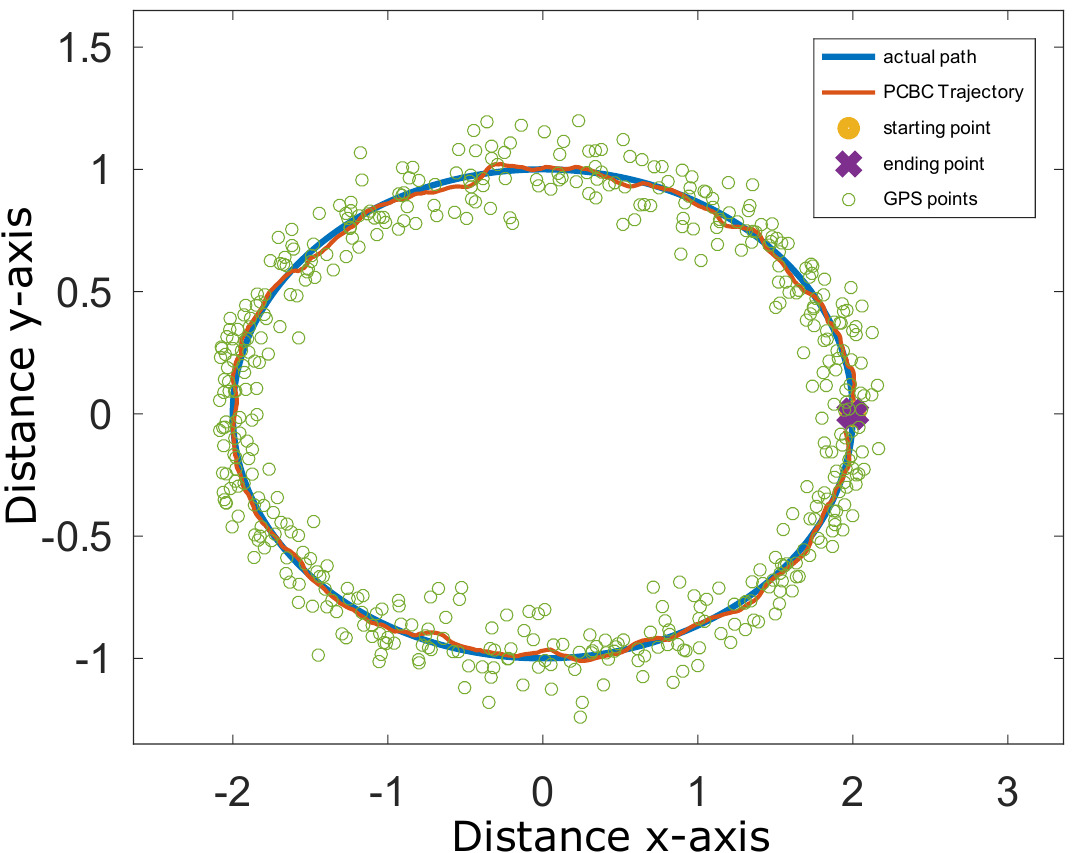 1.5
1
0.5
0
-0.5
-1
-2
-1
0
1
2
3
Distance y-axis
Distance x-axis
actual path
PCBC Trajectory
starting point
ending point
GPS points